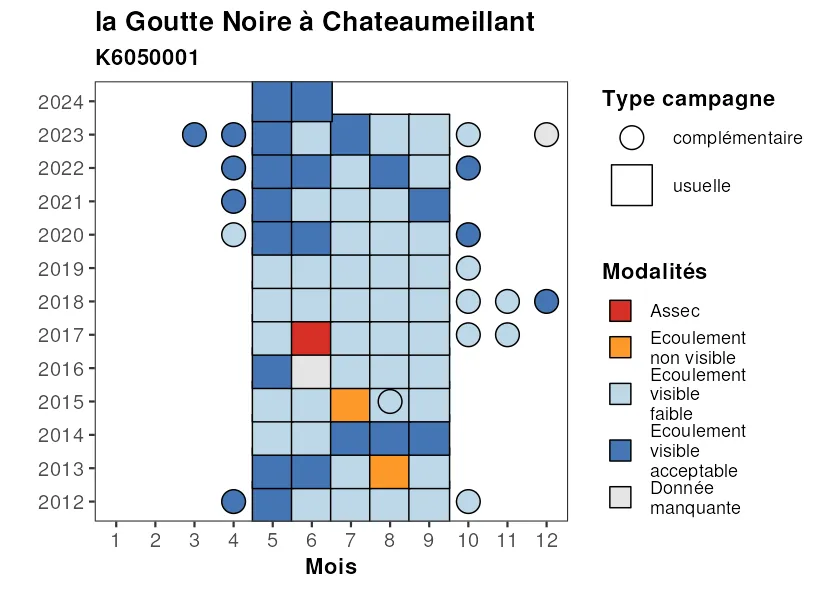 la Goutte Noire à Chateaumeillant
K6050001
2024
2023
2022
2021
2020
2019
2018
2017
2016
2015
2014
2013
2012
1 2 3 4 5 6 7 8 9 10 11 12
Mois
Type campagne
complémentaire
usuelle
Modalités
Assec
Ecoulement
non visible
Ecoulement
visible
faible
Ecoulement
visible
acceptable
Donnée
manquante